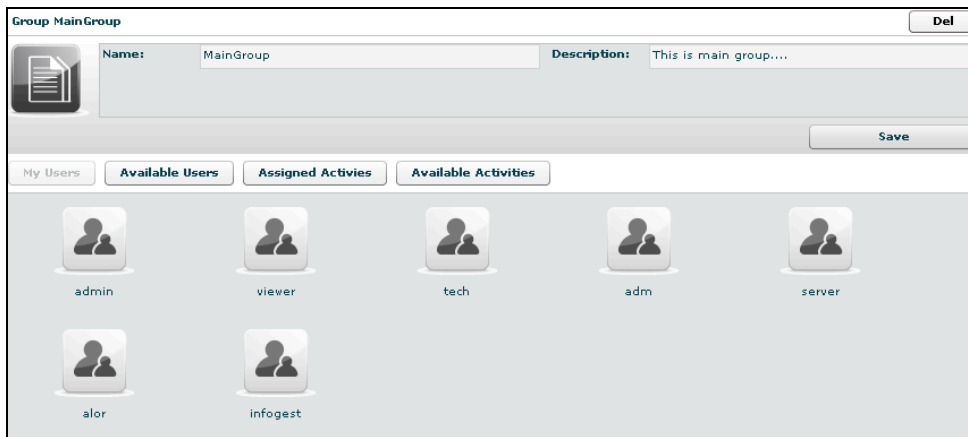 Group MainGroup Del
Name: MainGroup Description: This is main group....
Save
My Users Available Users Assigned Activies Available Activities
admin viewer tech adm server
alor infogest